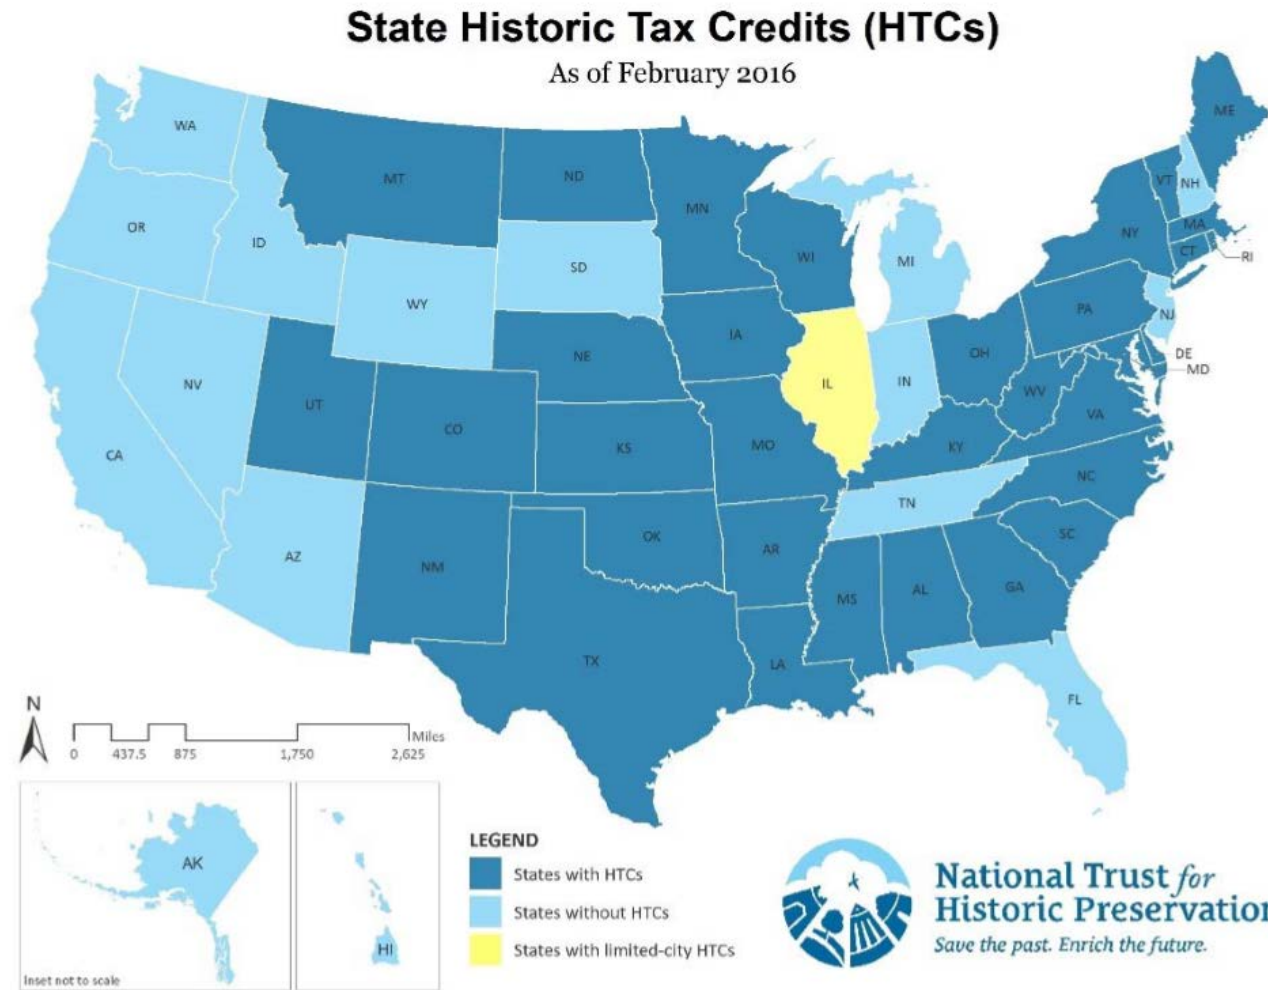 State Historic Tax Credits (HTCs)
As of February 2016
WA
MT
ND
MN
ME
VT
NH
OR
ID
SD
WI
MI
NY
MA
CT
RI
WY
NE
IA
PA
NJ
NV
UT
CO
IL
IN
OH
DE
MD
WV
VA
CA
KS
MO
KY
NC
AZ
NM
OK
AR
TN
SC
TX
LA
MS
AL
GA
FL
N
0 437.5 875 1,750 2,625
Miles
AK
HI
Inset not to scale
LEGEND
States with HTCs
States without HTCs
States with limited-city HTCs
National Trust for
Historic Preservation
Save the past. Enrich the future.